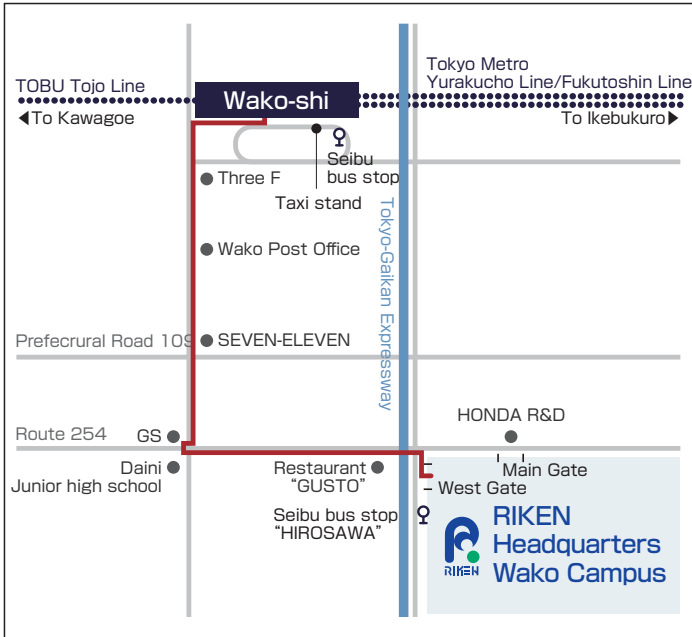 Tokyo Metro
TOBU Tojo Line
Yurakucho Line/Fukutoshin Line
Wako-shi
◀To Kawagoe
To Ikebukuro▶
Seibu
bus stop
Three F
Taxi stand
Tokyo-Gaikan Expressway
Wako Post Office
Prefecrural Road 109
SEVEN-ELEVEN
HONDA R&D
Route 254
GS
Daini
Junior high school
Restaurant
“GUSTO”
Main Gate
West Gate
Seibu bus stop
“HIROSAWA”
RIKEN
RIKEN
Headquarters
Wako Campus